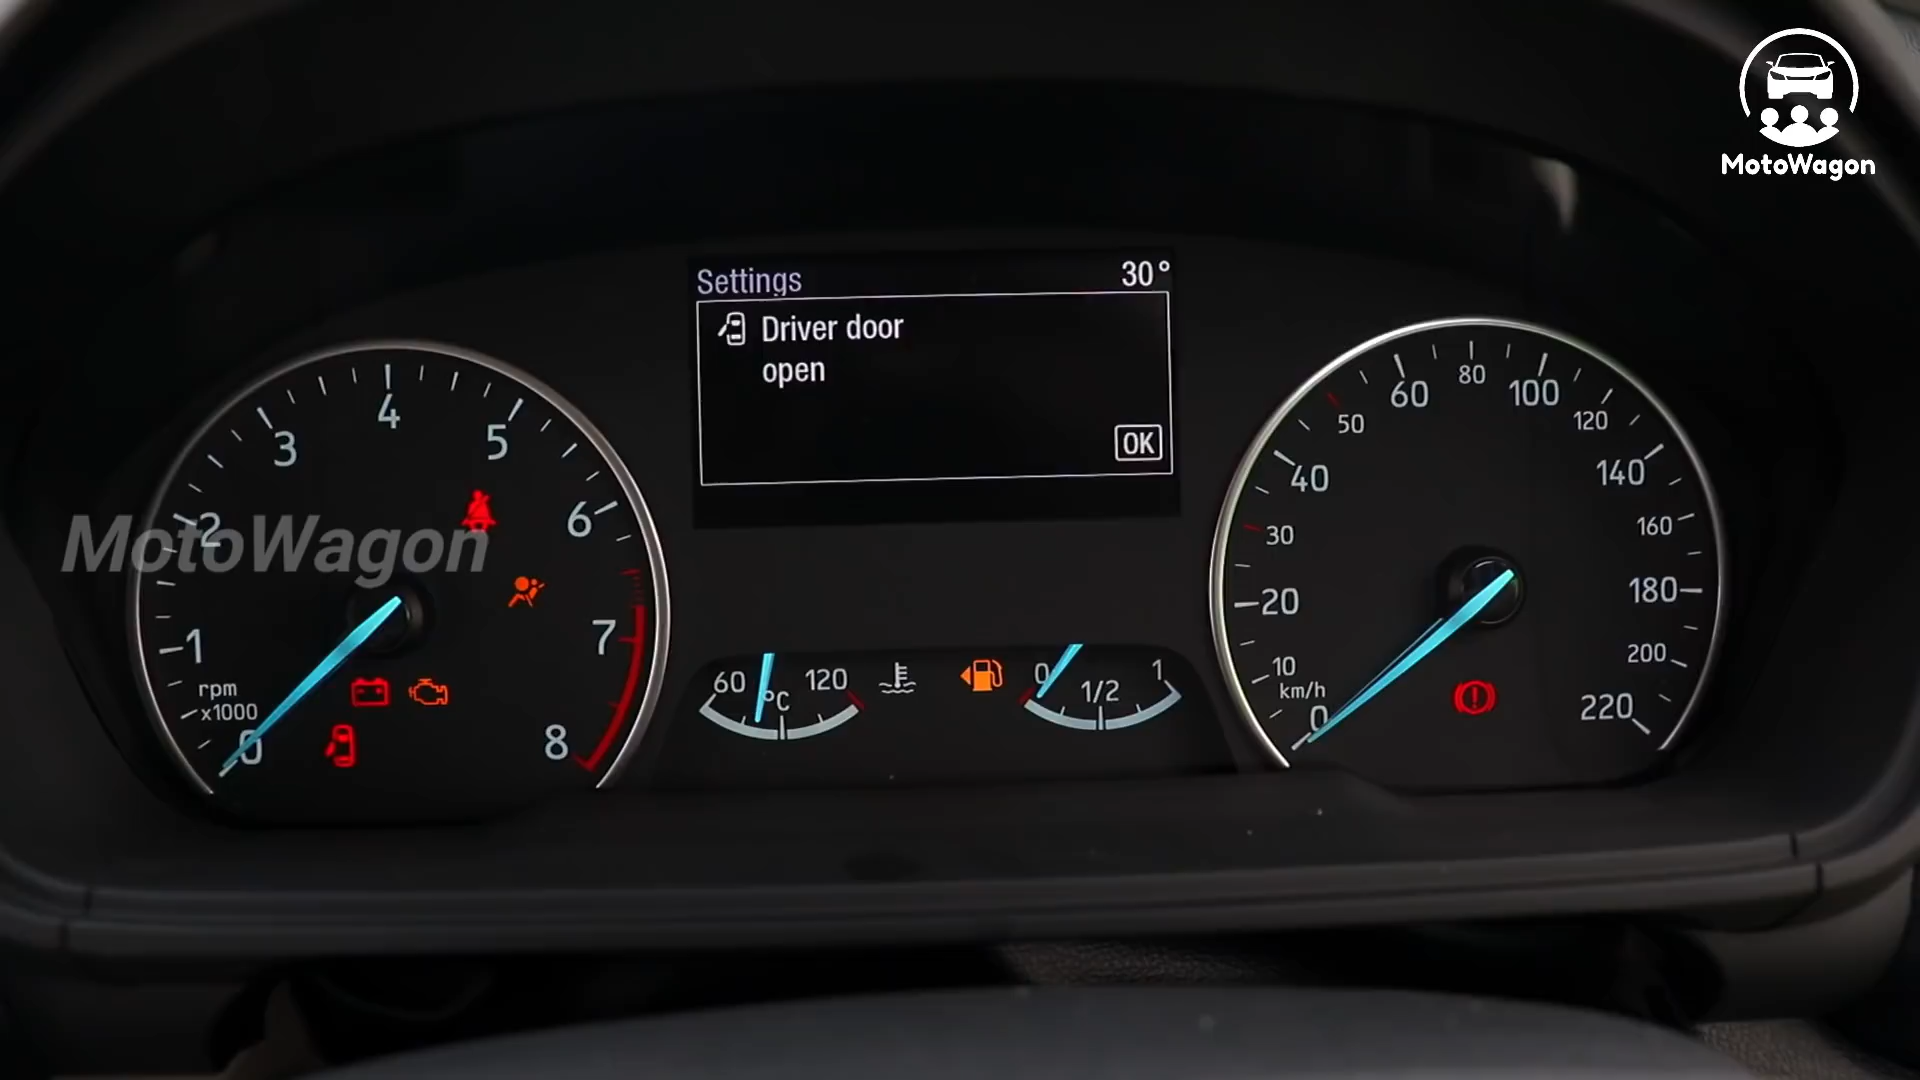 MotoWagon
Settings 30°
Driver door
open
OK
MotoWagon
0 1 2 3 4 5 6 7 8
rpm
x1000
60 °C 120
0 1/2 1
0 10 20 30 40 50 60 80 100 120 140 160 180 200 220
km/h